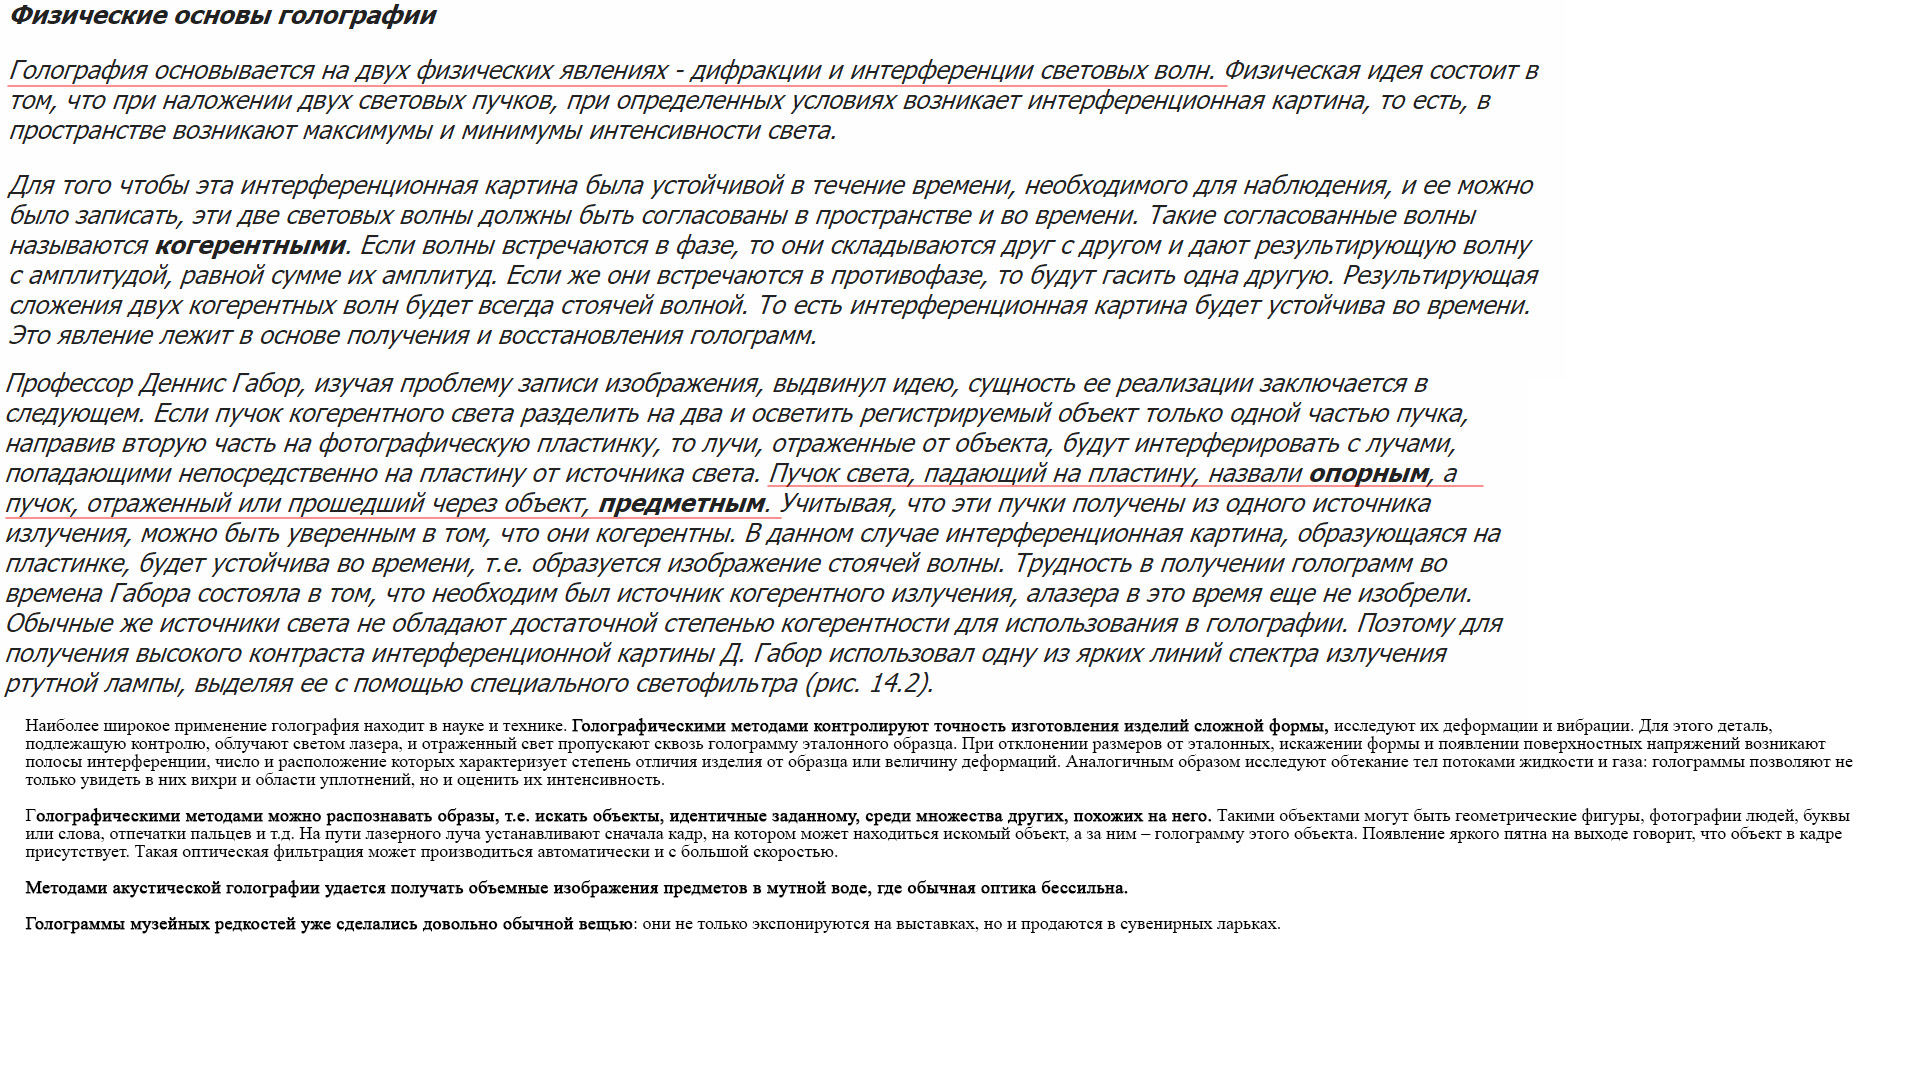 Физические основы голографии
Голография основывается на двух физических явлениях - дифракции и интерференции световых волн. Физическая идея состоит в
том, что при наложении двух световых пучков, при определенных условиях возникает интерференционная картина, то есть, в
пространстве возникают максимумы и минимумы интенсивности света.
Для того чтобы эта интерференционная картина была устойчивой в течение времени, необходимого для наблюдения, и ее можно
было записать, эти две световых волны должны быть согласованы в пространстве и во времени. Такие согласованные волны
называются когерентными. Если волны встречаются в фазе, то они складываются друг с другом и дают результирующую волну
с амплитудой, равной сумме их амплитуд. Если же они встречаются в противофазе, то будут гасить одна другую. Результирующая
сложения двух когерентных волн будет всегда стоячей волной. То есть интерференционная картина будет устойчива во времени.
Это явление лежит в основе получения и восстановления голограмм.
Профессор Деннис Габор, изучая проблему записи изображения, выдвинул идею, сущность ее реализации заключается в
следующем. Если пучок когерентного света разделить на два и осветить регистрируемый объект только одной частью пучка,
направив вторую часть на фотографическую пластинку, то лучи, отраженные от объекта, будут интерферировать с лучами,
попадающими непосредственно на пластину от источника света. Пучок света, падающий на пластину, назвали опорным, а
пучок, отраженный или прошедший через объект, предметным. Учитывая, что эти пучки получены из одного источника
излучения, можно быть уверенным в том, что они когерентны. В данном случае интерференционная картина, образующаяся на
пластинке, будет устойчива во времени, т.е. образуется изображение стоячей волны. Трудность в получении голограмм во
времена Габора состояла в том, что необходим был источник когерентного излучения, алазера в это время еще не изобрели.
Обычные же источники света не обладают достаточной степенью когерентности для использования в голографии. Поэтому для
получения высокого контраста интерференционной картины Д. Габор использовал одну из ярких линий спектра излучения
ртутной лампы, выделяя ее с помощью специального светофильтра (рис. 14.2).
Наиболее широкое применение голография находит в науке и технике. Голографическими методами контролируют точность изготовления изделий сложной формы, исследуют их деформации и вибрации. Для этого деталь,
подлежащую контролю, облучают светом лазера, и отраженный свет пропускают сквозь голограмму эталонного образца. При отклонении размеров от эталонных, искажении формы и появлении поверхностных напряжений возникают
полосы интерференции, число и расположение которых характеризует степень отличия изделия от образца или величину деформаций. Аналогичным образом исследуют обтекание тел потоками жидкости и газа: голограммы позволяют не
только увидеть в них вихри и области уплотнений, но и оценить их интенсивность.
Голографическими методами можно распознавать образы, т.е. искать объекты, идентичные заданному, среди множества других, похожих на него. Такими объектами могут быть геометрические фигуры, фотографии людей, буквы
или слова, отпечатки пальцев и т.д. На пути лазерного луча устанавливают сначала кадр, на котором может находиться искомый объект, а за ним – голограмму этого объекта. Появление яркого пятна на выходе говорит, что объект в кадре
присутствует. Такая оптическая фильтрация может производиться автоматически и с большой скоростью.
Методами акустической голографии удается получать объемные изображения предметов в мутной воде, где обычная оптика бессильна.
Голограммы музейных редкостей уже сделались довольно обычной вещью: они не только экспонируются на выставках, но и продаются в сувенирных ларьках.